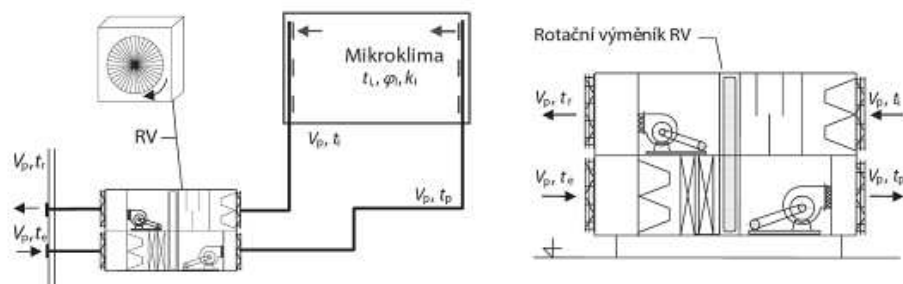 Mikroklima
tᵢ, φᵢ, kᵢ
RV
Vₚ, tᵢ
Vₚ, tᵣ
Vₚ, tₑ
Vₚ, tₚ
Rotační výměník RV
Vₚ, tᵣ
Vₚ, tᵢ
Vₚ, tₑ
Vₚ, tₚ